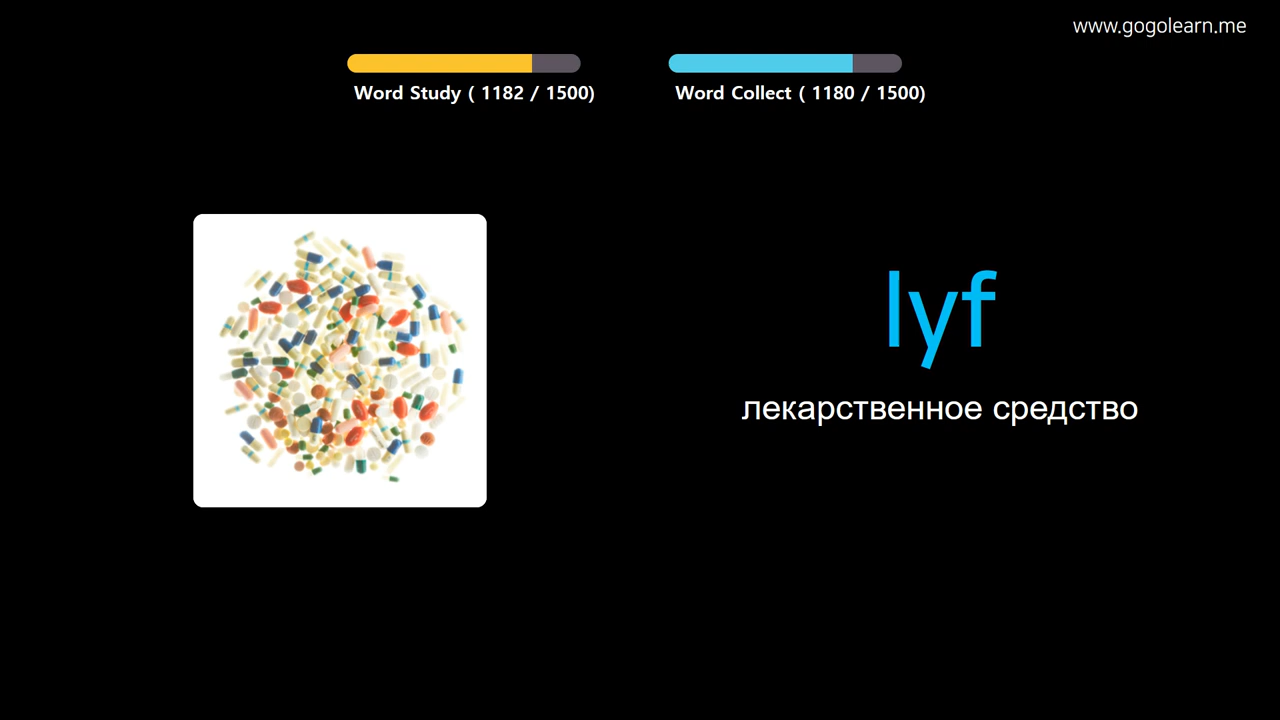 www.gogolearn.me
Word Study ( 1182 / 1500)
Word Collect ( 1180 / 1500)
lyf
лекарственное средство